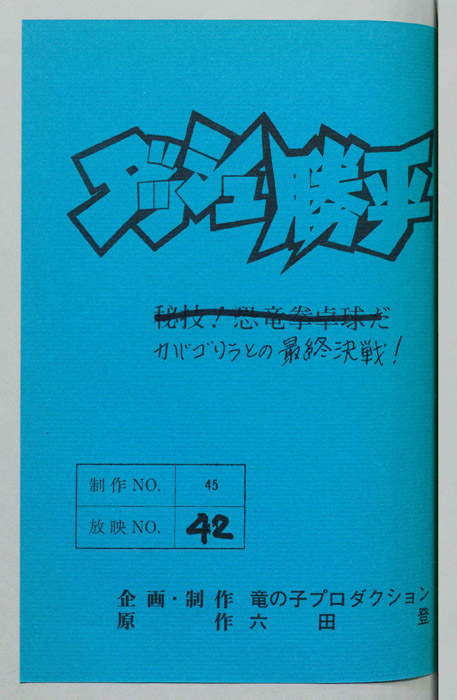 ダッシュ勝平
秘技！恐竜拳卓球だ
カバゴリラとの最終決戦！
制作NO. 45
放映NO. 42
企画・制作 竜の子プロダクション
原作 六田 登